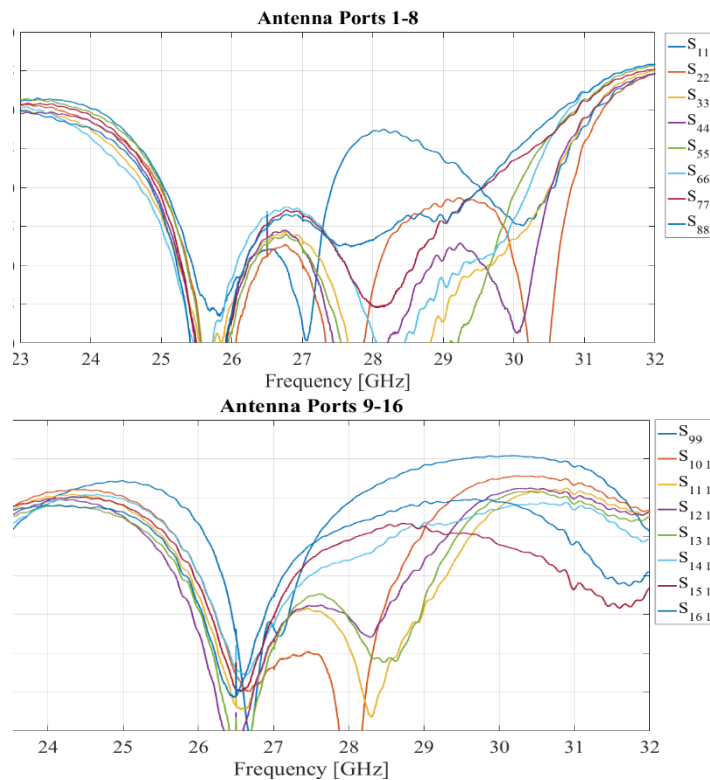 Antenna Ports 1-8
S11
S22
S33
S44
S55
S66
S77
S88
23 24 25 26 27 28 29 30 31 32
Frequency [GHz]
Antenna Ports 9-16
S99
S10 1
S11 1
S12 1
S13 1
S14 1
S15 1
S16 1
24 25 26 27 28 29 30 31 32
Frequency [GHz]